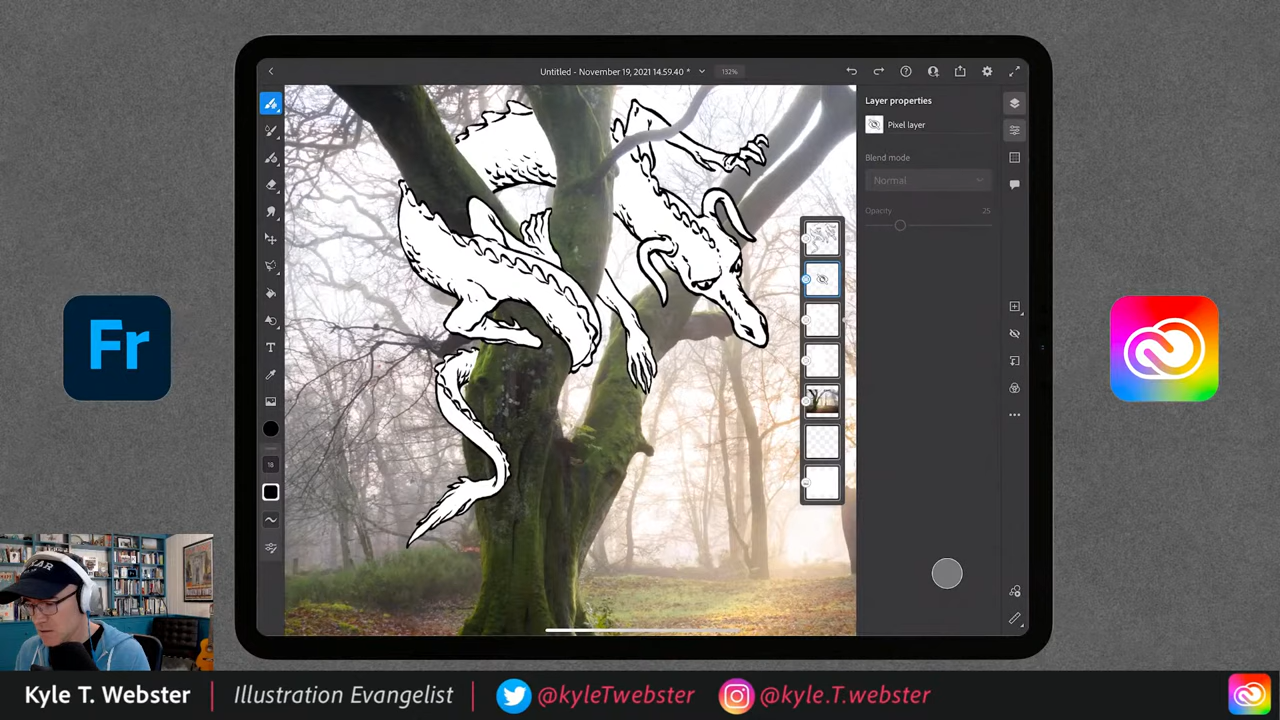 Untitled - November 19, 2021 14.59.40 *
132%
Layer properties
Pixel layer
Blend mode
Normal
Opacity
25
18
T
Fr
Kyle T. Webster
Illustration Evangelist
@kyleTwebster
@kyle.T.webster